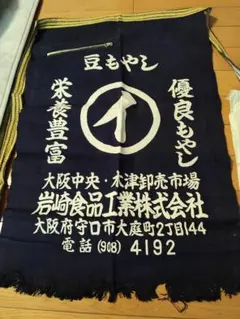 豆もやし
優良もやし
イ
栄養豊富
大阪中央・木津卸売市場
岩崎食品工業株式会社
大阪府守口市大庭町2丁目144
電話(908)4192